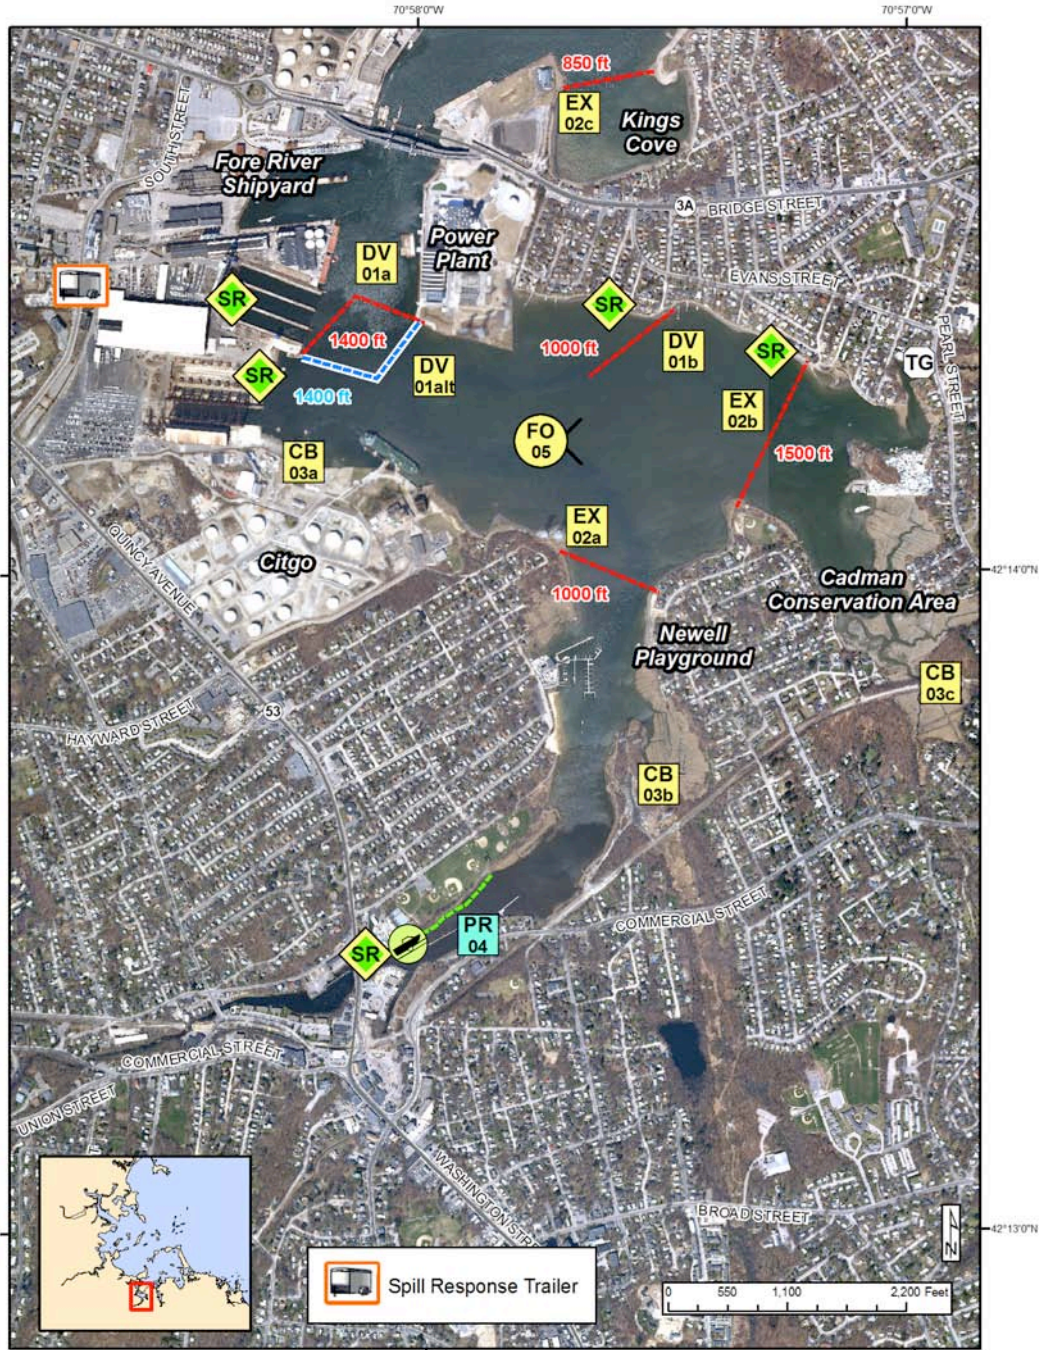 70°58'0"W
70°57'0"W
850 ft
EX
02c
Kings
Cove
SOUTH STREET
Fore River
Shipyard
3A
BRIDGE STREET
Power
Plant
DV
01a
EVANS STREET
SR
SR
1400 ft
1000 ft
DV
01b
SR
TG
PEARL STREET
SR
DV
01alt
1400 ft
EX
02b
FO
05
CB
03a
1500 ft
EX
02a
QUINCY AVENUE
Citgo
42°14'0"N
1000 ft
Cadman
Conservation Area
Newell
Playground
CB
03c
53
HAYWARD STREET
CB
03b
COMMERCIAL STREET
PR
04
SR
COMMERCIAL STREET
UNION STREET
T
WASHINGTON STR
BROAD STREET
42°13'0"N
N
Spill Response Trailer
0 550 1,100 2,200 Feet